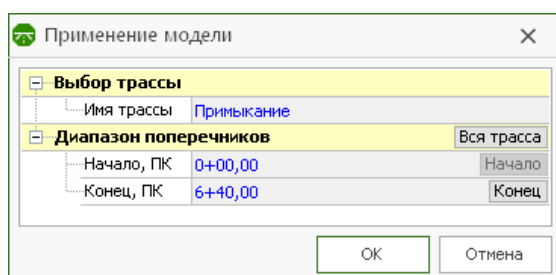 Применение модели
Выбор трассы
Имя трассы Примыкание
Диапазон поперечников Вся трасса
Начало, ПК 0+00,00 Начало
Конец, ПК 6+40,00 Конец
ОК Отмена